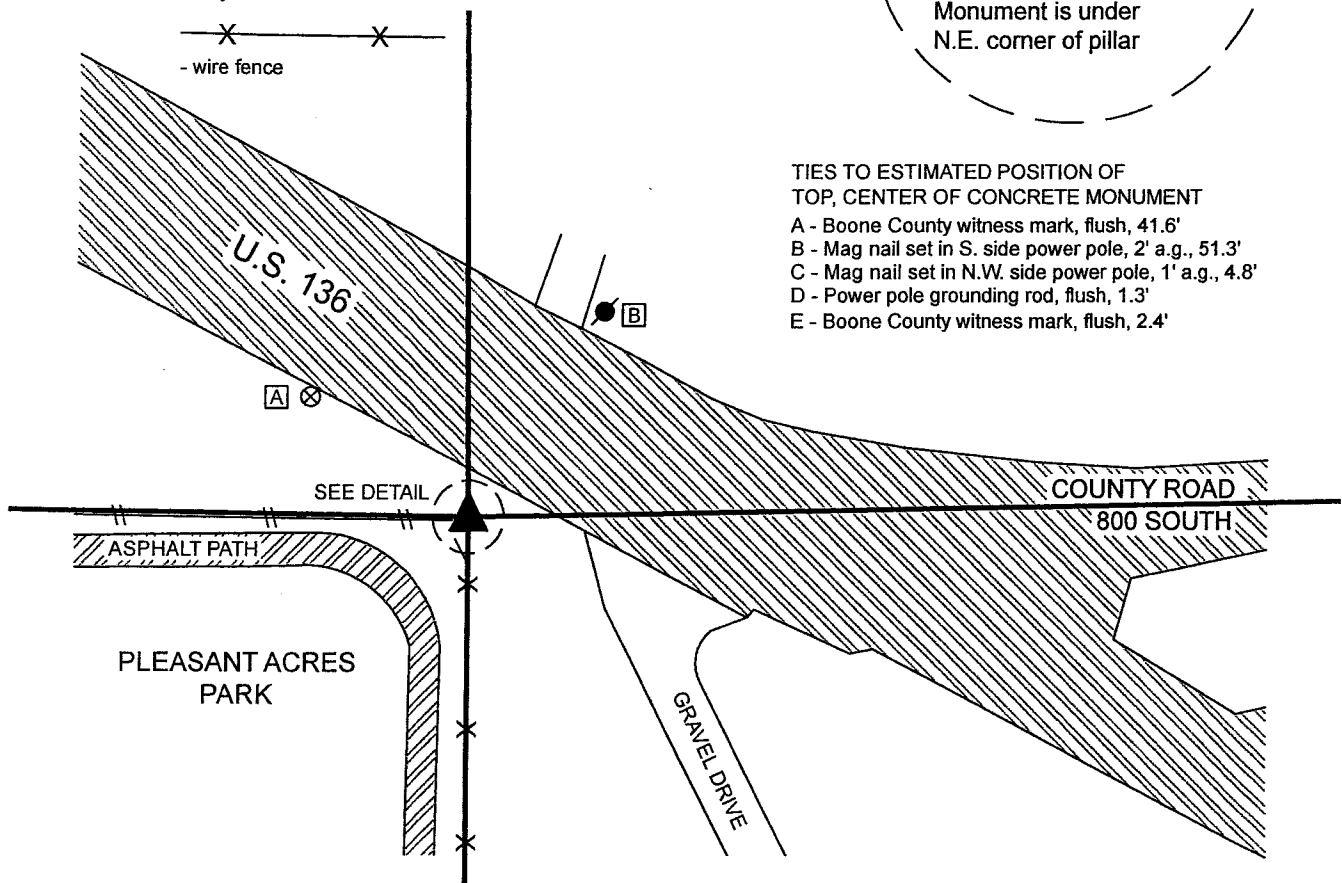 X X
- wire fence
Monument is under
N.E. corner of pillar
TIES TO ESTIMATED POSITION OF
TOP, CENTER OF CONCRETE MONUMENT
A - Boone County witness mark, flush, 41.6'
B - Mag nail set in S. side power pole, 2' a.g., 51.3'
C - Mag nail set in N.W. side power pole, 1' a.g., 4.8'
D - Power pole grounding rod, flush, 1.3'
E - Boone County witness mark, flush, 2.4'
U.S. 136
B
A
SEE DETAIL
COUNTY ROAD
800 SOUTH
ASPHALT PATH
PLEASANT ACRES
PARK
GRAVEL DRIVE